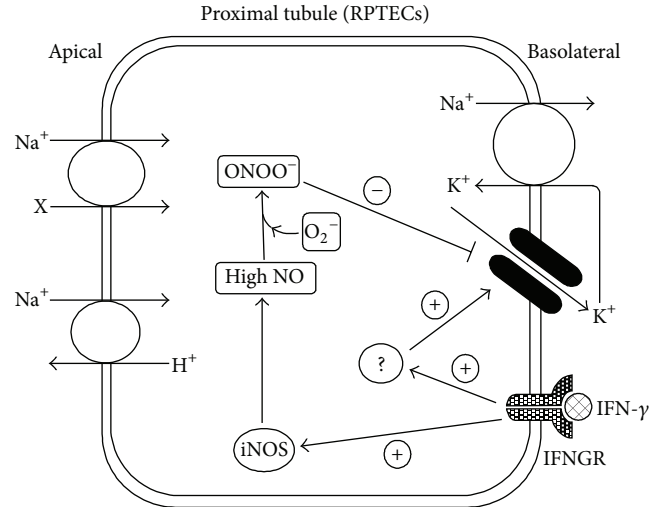 Proximal tubule (RPTECs)
Apical
Basolateral
Na⁺
Na⁺
ONOO⁻
−
K⁺
X
O₂⁻
High NO
Na⁺
+
K⁺
H⁺
?
+
IFN-γ
iNOS
+
IFNGR